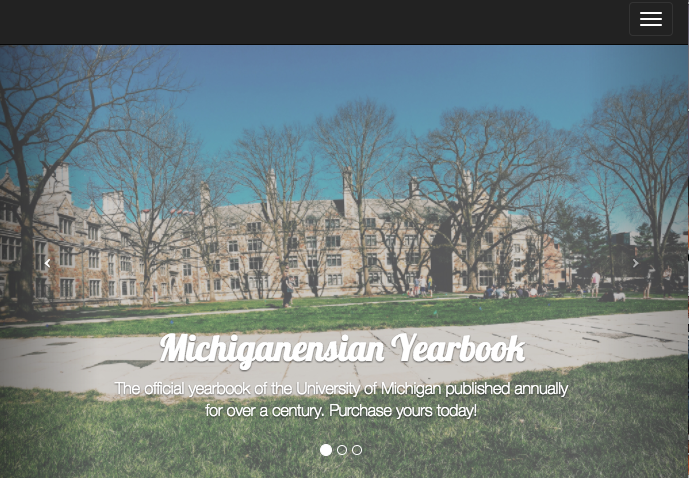 Michiganensian Yearbook
The official yearbook of the University of Michigan published annually
for over a century. Purchase yours today!